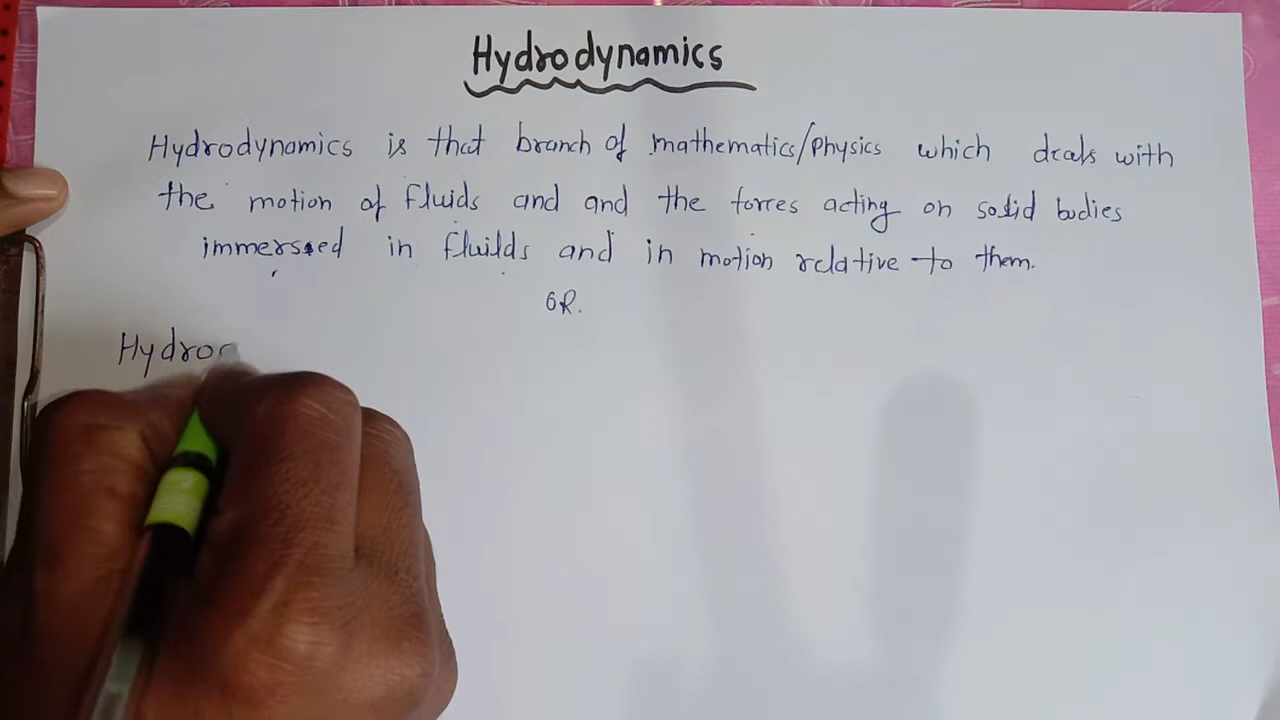 Hydrodynamics
Hydrodynamics is that branch of mathematics/Physics which deals with
the motion of fluids and and the forces acting on solid bodies
immersed in fluilds and in motion relative to them.
OR.
Hydro